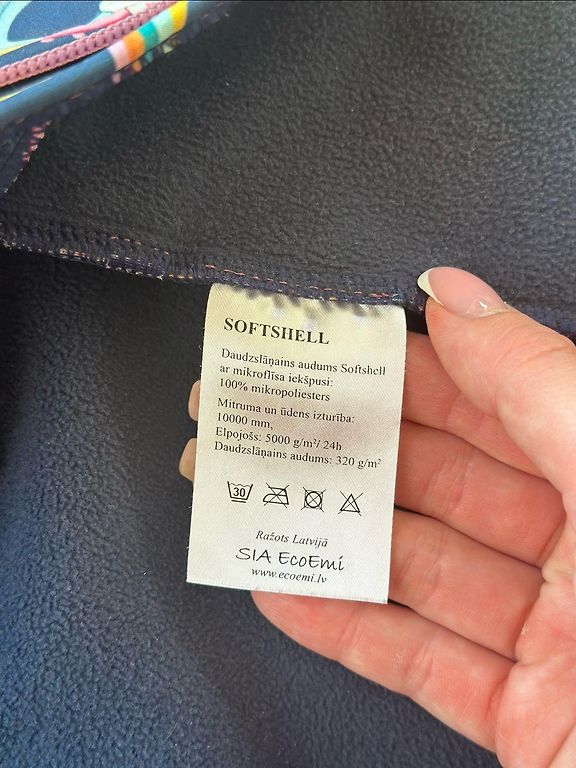 SOFTSHELL
Daudzslāņains audums Softshell
ar mikroflīsa iekšpusi:
100% mikropoliesters
Mitruma un ūdens izturība:
10000 mm,
Elpojošs: 5000 g/m²/ 24h
Daudzslāņains audums: 320 g/m²
30
Ražots Latvijā
SIA EcoEmi
www.ecoemi.lv